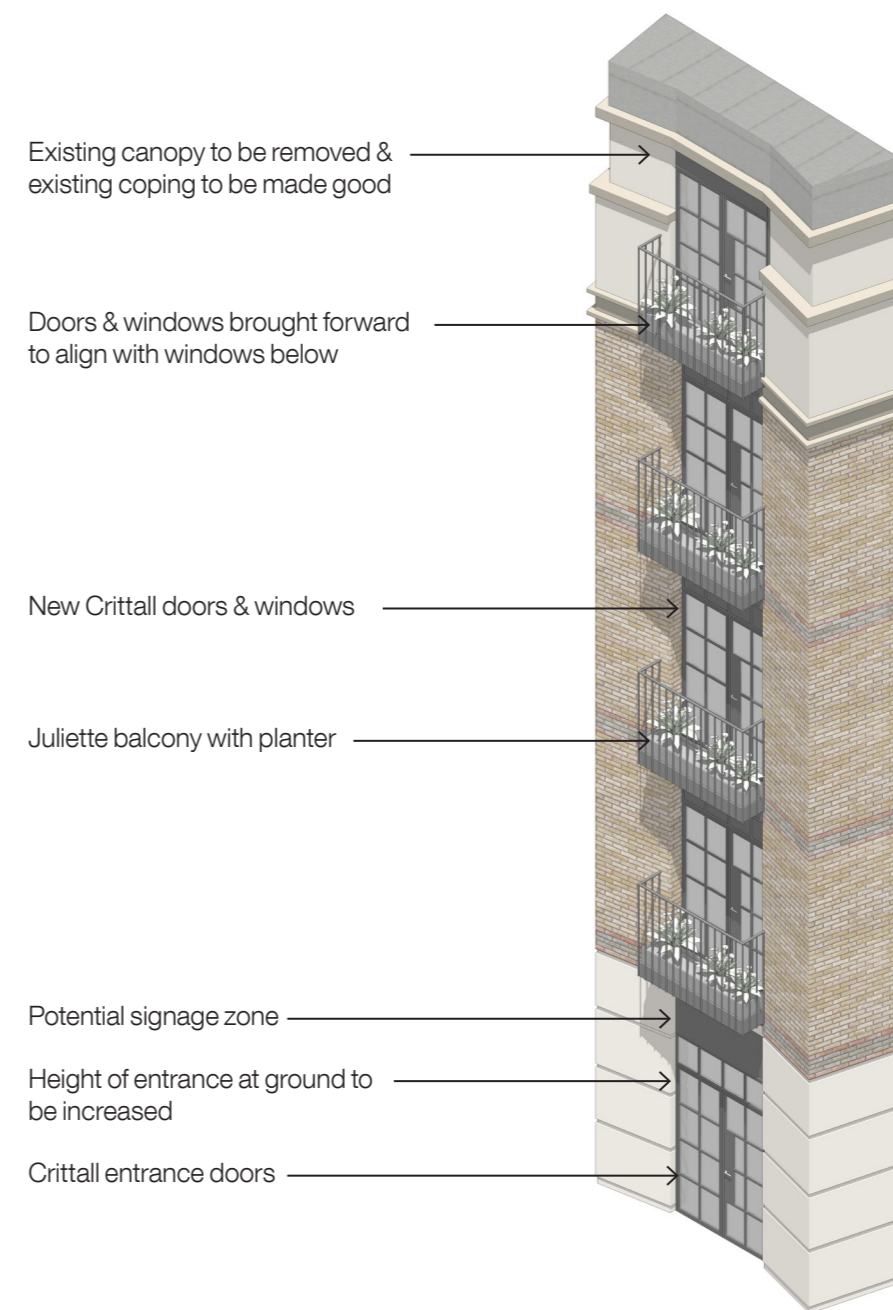 Existing canopy to be removed &
existing coping to be made good
Doors & windows brought forward
to align with windows below
New Crittall doors & windows
Juliette balcony with planter
Potential signage zone
Height of entrance at ground to
be increased
Crittall entrance doors